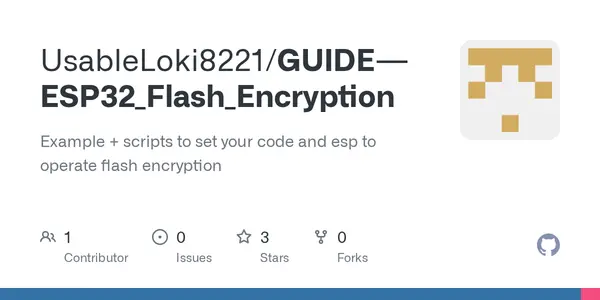 UsableLoki8221/GUIDE—
ESP32_Flash_Encryption
Example + scripts to set your code and esp to
operate flash encryption
1 0 3 0
Contributor Issues Stars Forks